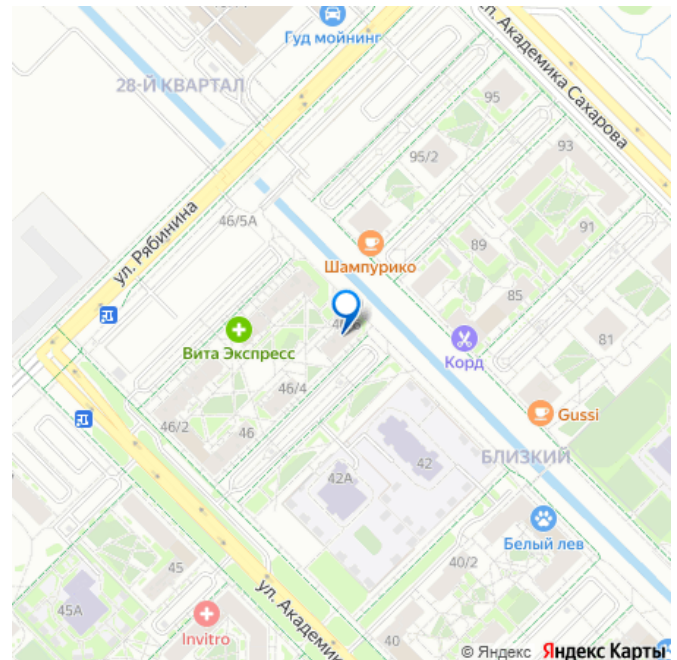 Гуд мойнинг
ул. Академика Сахарова
28-Й КВАРТАЛ
95
93
95/2
ул. Рябинина
46/5А
91
89
Шампурико
85
Вита Экспресс
Корд
81
46/4
Gussi
46/2
46
БЛИЗКИЙ
42
42А
Белый лев
45
40/2
45А
ул. Академик
Invitro
40
© Яндекс Яндекс Карты